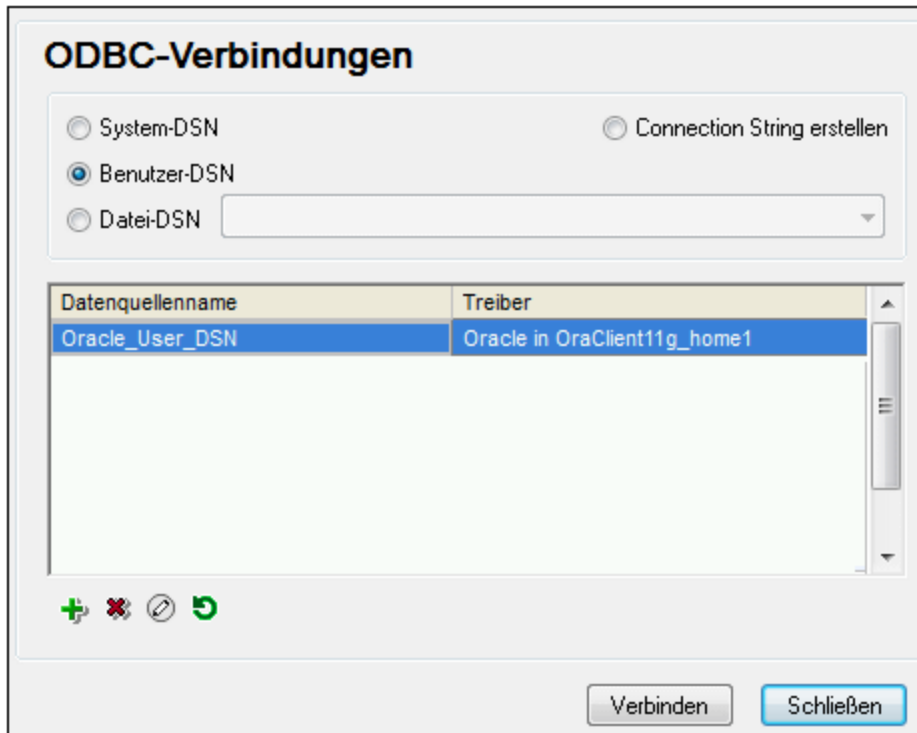 ODBC-Verbindungen
System-DSN Connection String erstellen
Benutzer-DSN
Datei-DSN
Datenquellenname Treiber
Oracle_User_DSN Oracle in OraClient11g_home1
Verbinden Schließen